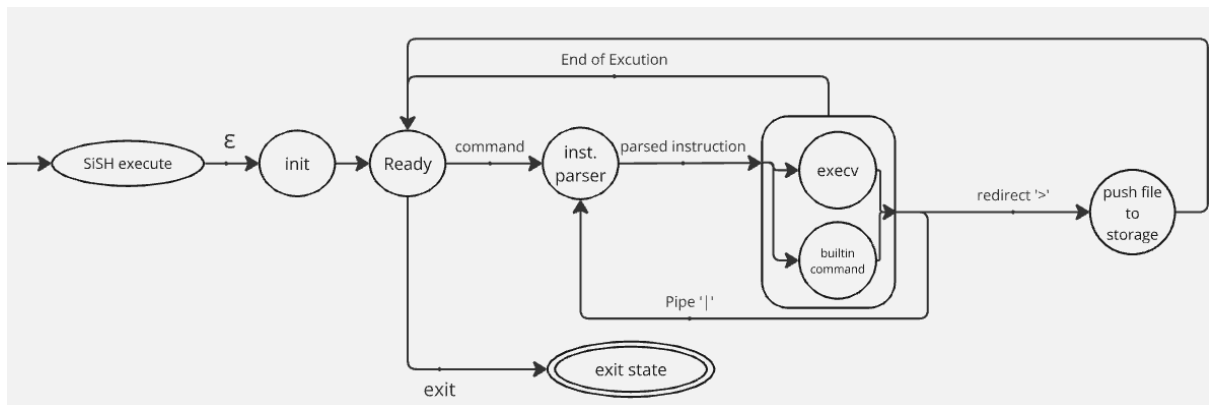 End of Excution
ε
SiSH execute
init
Ready
command
inst.
parser
parsed instruction
execv
builtin
command
redirect '>'
push file
to
storage
Pipe '|'
exit
exit state